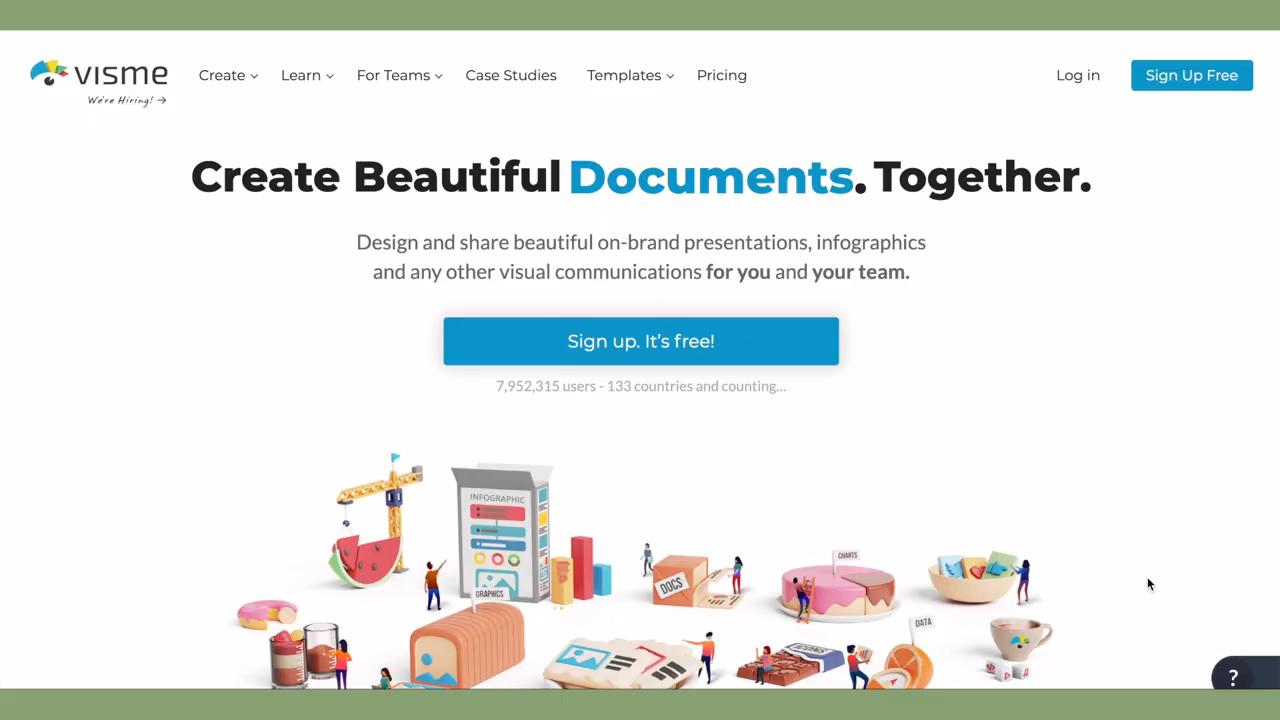 visme
We're Hiring! →
Create
Learn
For Teams
Case Studies
Templates
Pricing
Log in
Sign Up Free
Create Beautiful Documents. Together.
Design and share beautiful on-brand presentations, infographics
and any other visual communications for you and your team.
Sign up. It's free!
7,952,315 users - 133 countries and counting...
INFOGRAPHIC
CHARTS
DOCS
GRAPHICS
DATA
ICONS
?